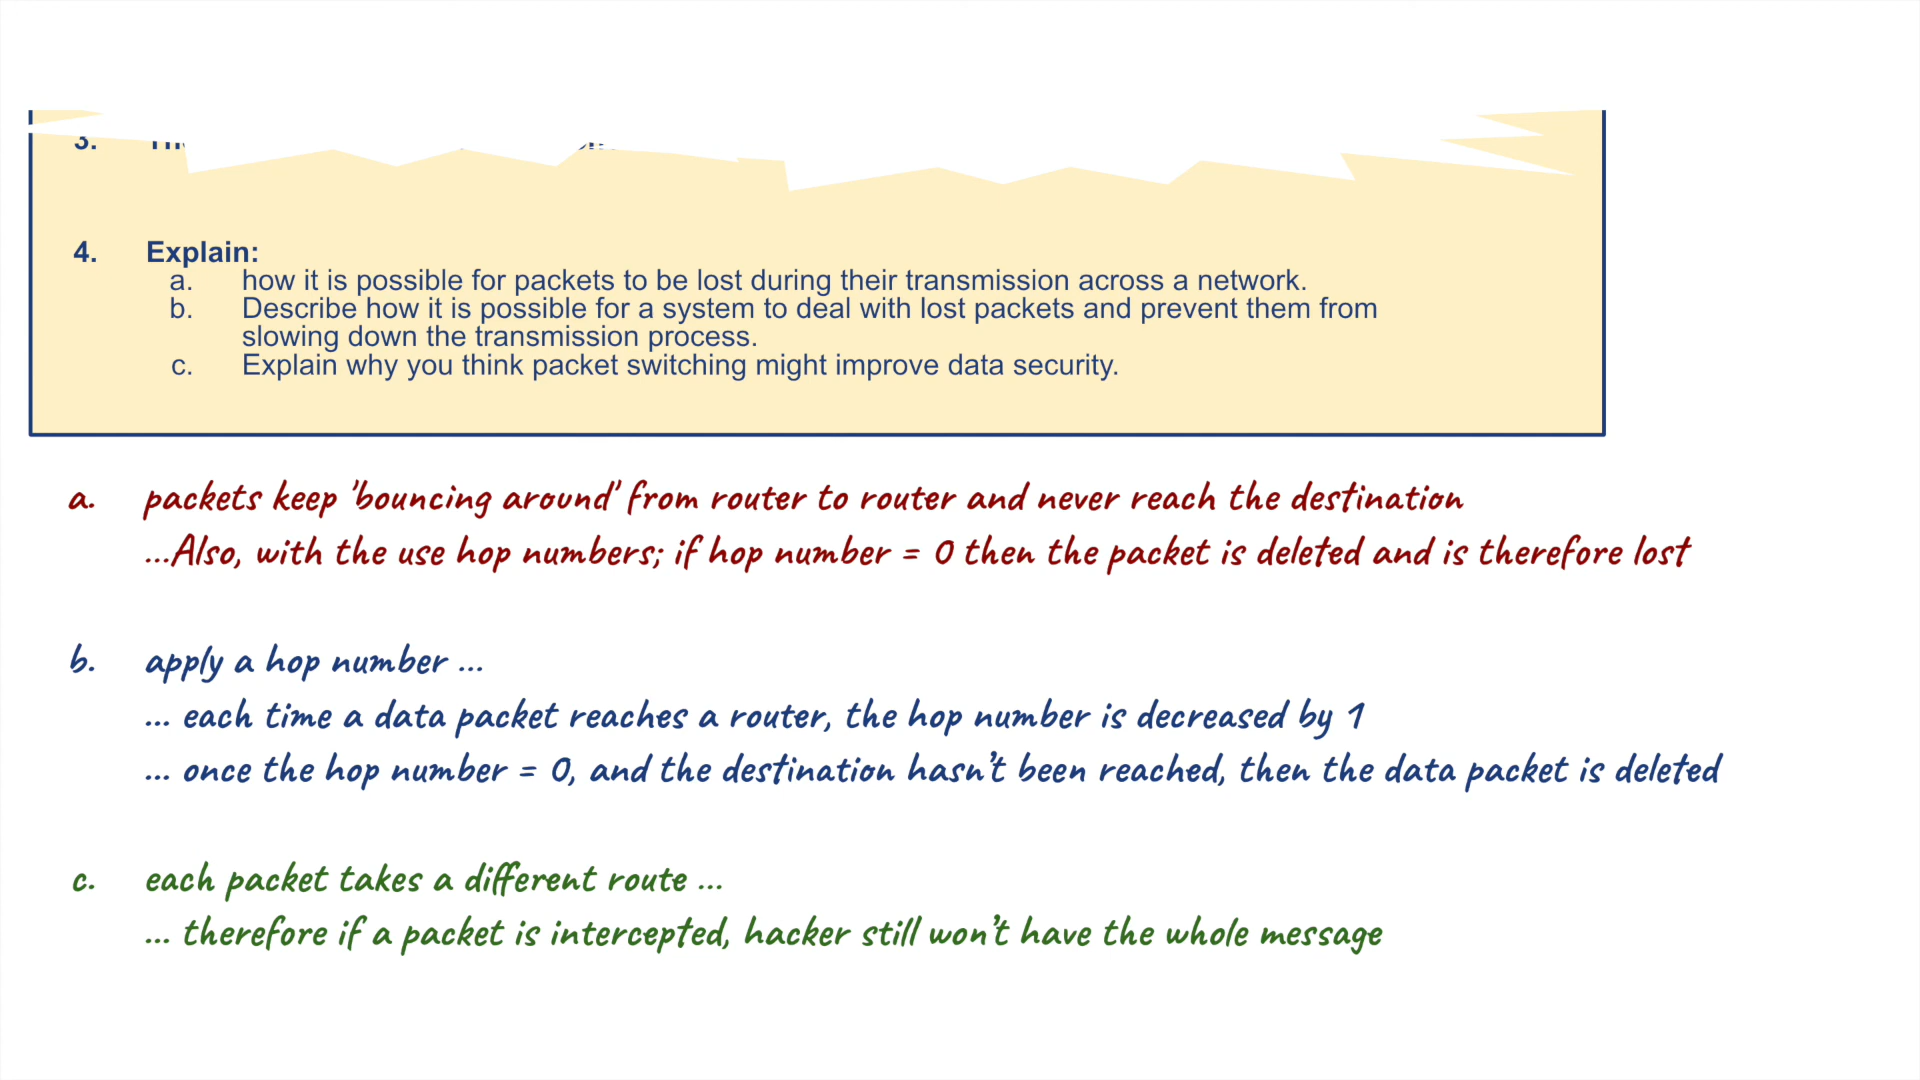 3.
4. Explain:
a. how it is possible for packets to be lost during their transmission across a network.
b. Describe how it is possible for a system to deal with lost packets and prevent them from
slowing down the transmission process.
c. Explain why you think packet switching might improve data security.
a. packets keep 'bouncing around' from router to router and never reach the destination
...Also, with the use hop numbers; if hop number = 0 then the packet is deleted and is therefore lost
b. apply a hop number ...
... each time a data packet reaches a router, the hop number is decreased by 1
... once the hop number = 0, and the destination hasn't been reached, then the data packet is deleted
c. each packet takes a different route ...
... therefore if a packet is intercepted, hacker still won't have the whole message